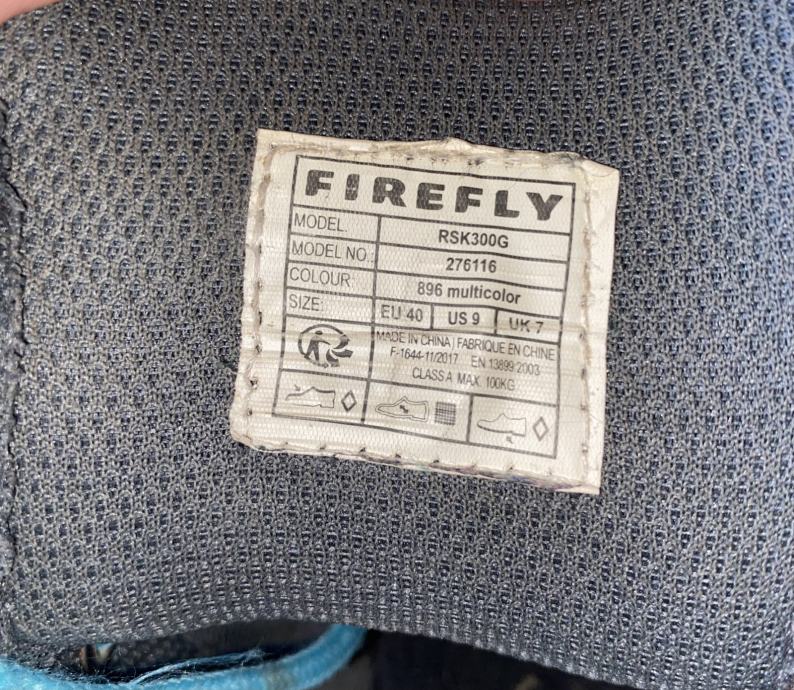 FIREFLY
MODEL: RSK300G
MODEL NO.: 276116
COLOUR: 896 multicolor
SIZE: EU 40 US 9 UK 7
MADE IN CHINA | FABRIQUE EN CHINE
F-1644-11/2017 EN 13899:2003
CLASS A MAX. 100KG